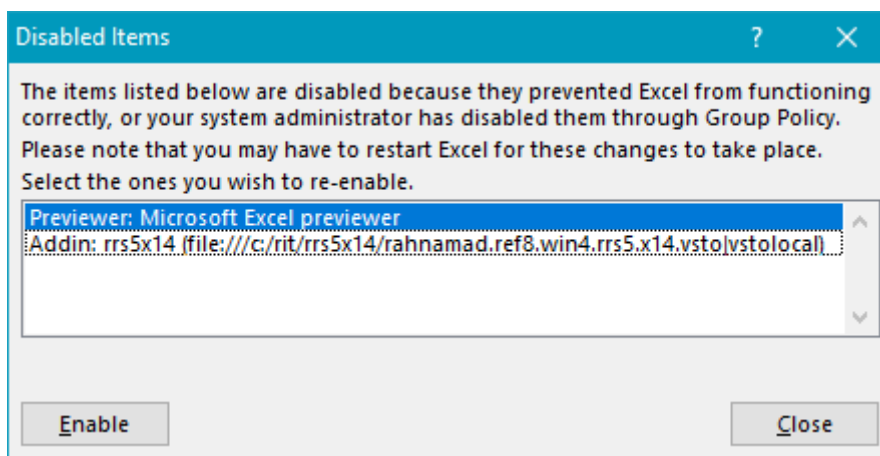 Disabled Items
The items listed below are disabled because they prevented Excel from functioning
correctly, or your system administrator has disabled them through Group Policy.
Please note that you may have to restart Excel for these changes to take place.
Select the ones you wish to re-enable.
Previewer: Microsoft Excel previewer
Addin: rrs5x14 (file:///c:/rit/rrs5x14/rahnamad.ref8.win4.rrs5.x14.vsto|vstolocal)
Enable
Close